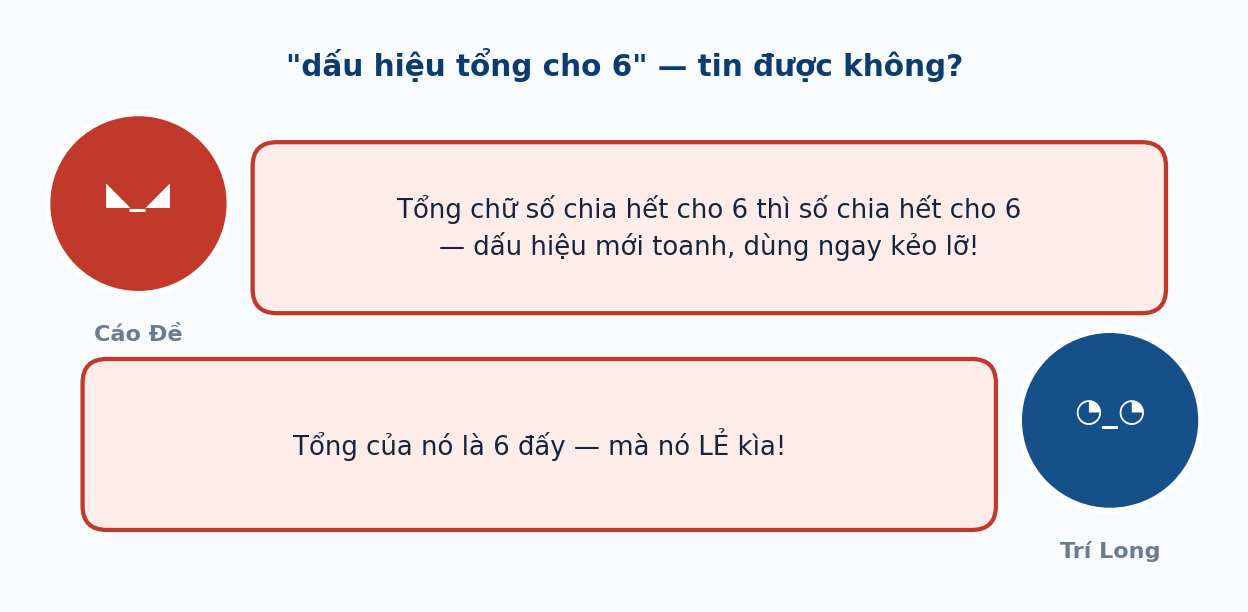 "dấu hiệu tổng cho 6" — tin được không?
Tổng chữ số chia hết cho 6 thì số chia hết cho 6
— dấu hiệu mới toanh, dùng ngay kẻo lỡ!
Cáo Đề
Tổng của nó là 6 đấy — mà nó LẺ kìa!
Trí Long